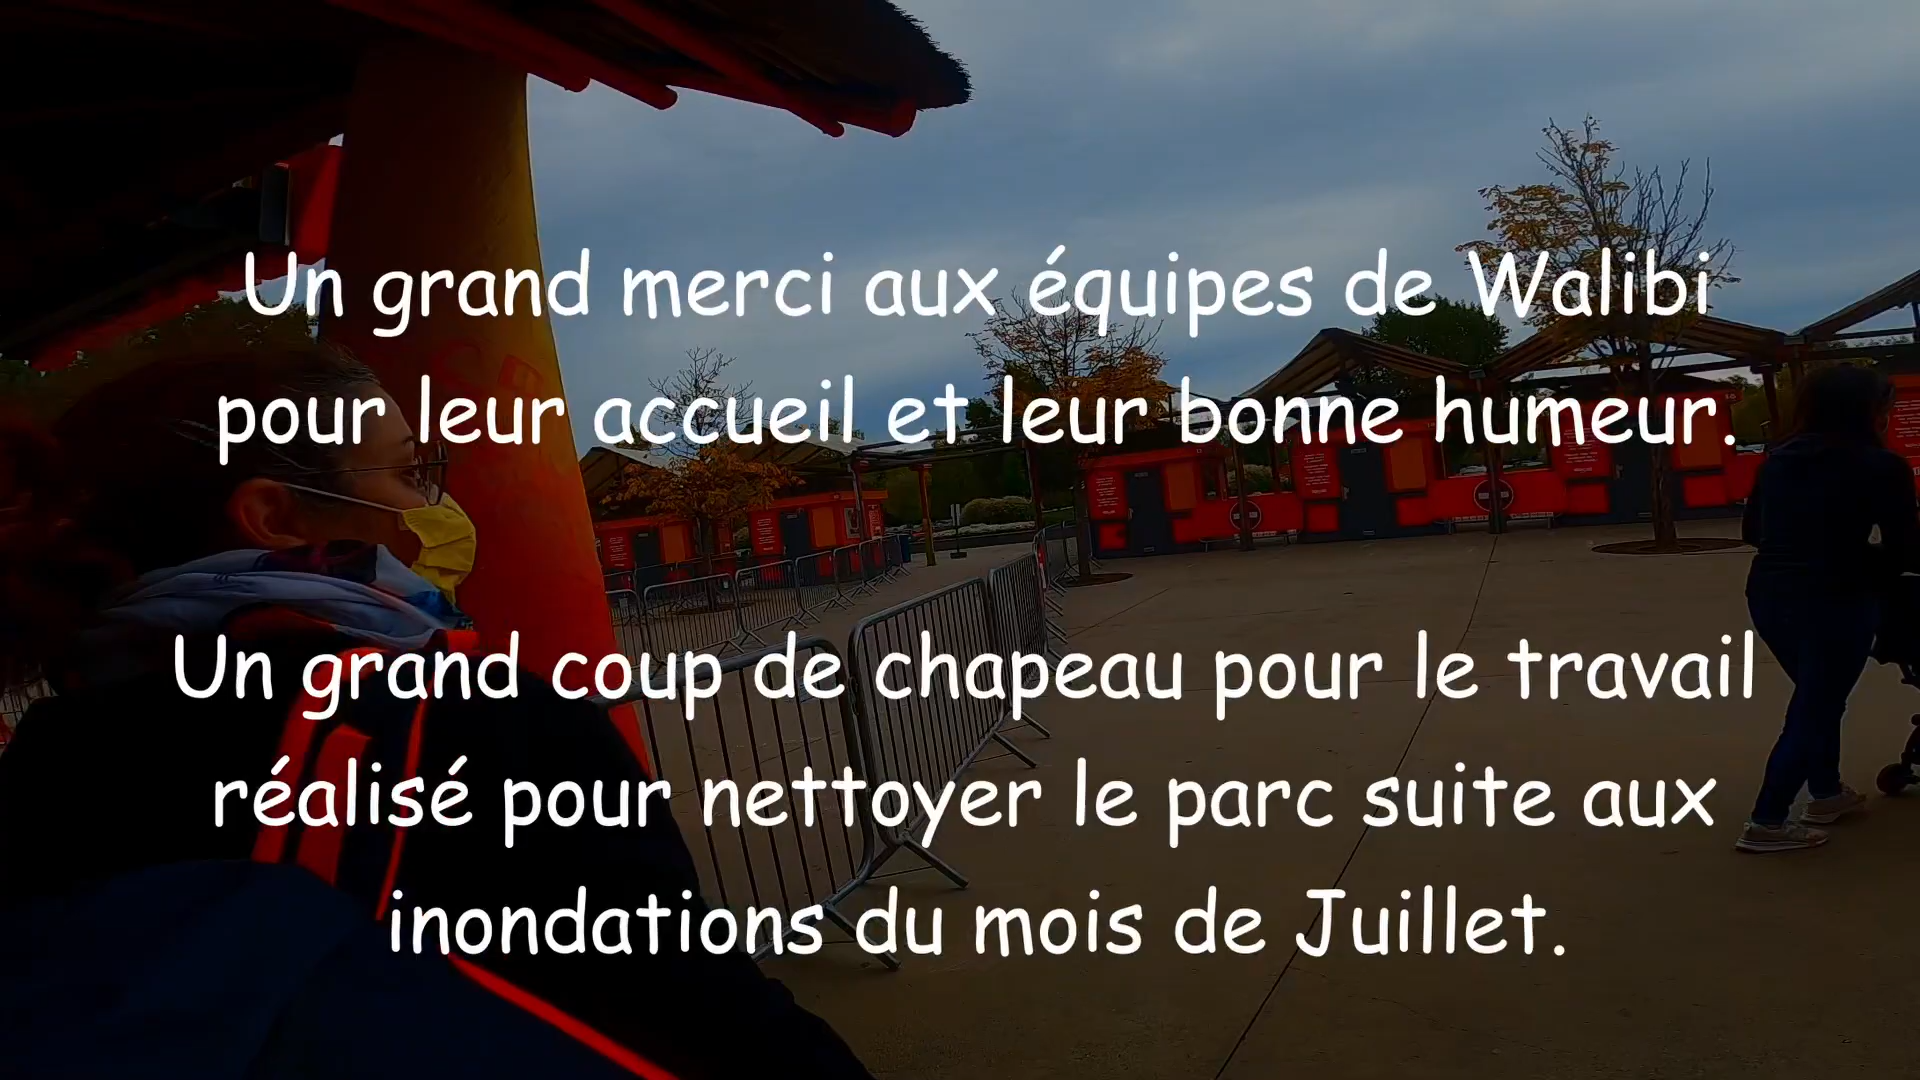 Un grand merci aux équipes de Walibi
pour leur accueil et leur bonne humeur.
Un grand coup de chapeau pour le travail
réalisé pour nettoyer le parc suite aux
inondations du mois de Juillet.